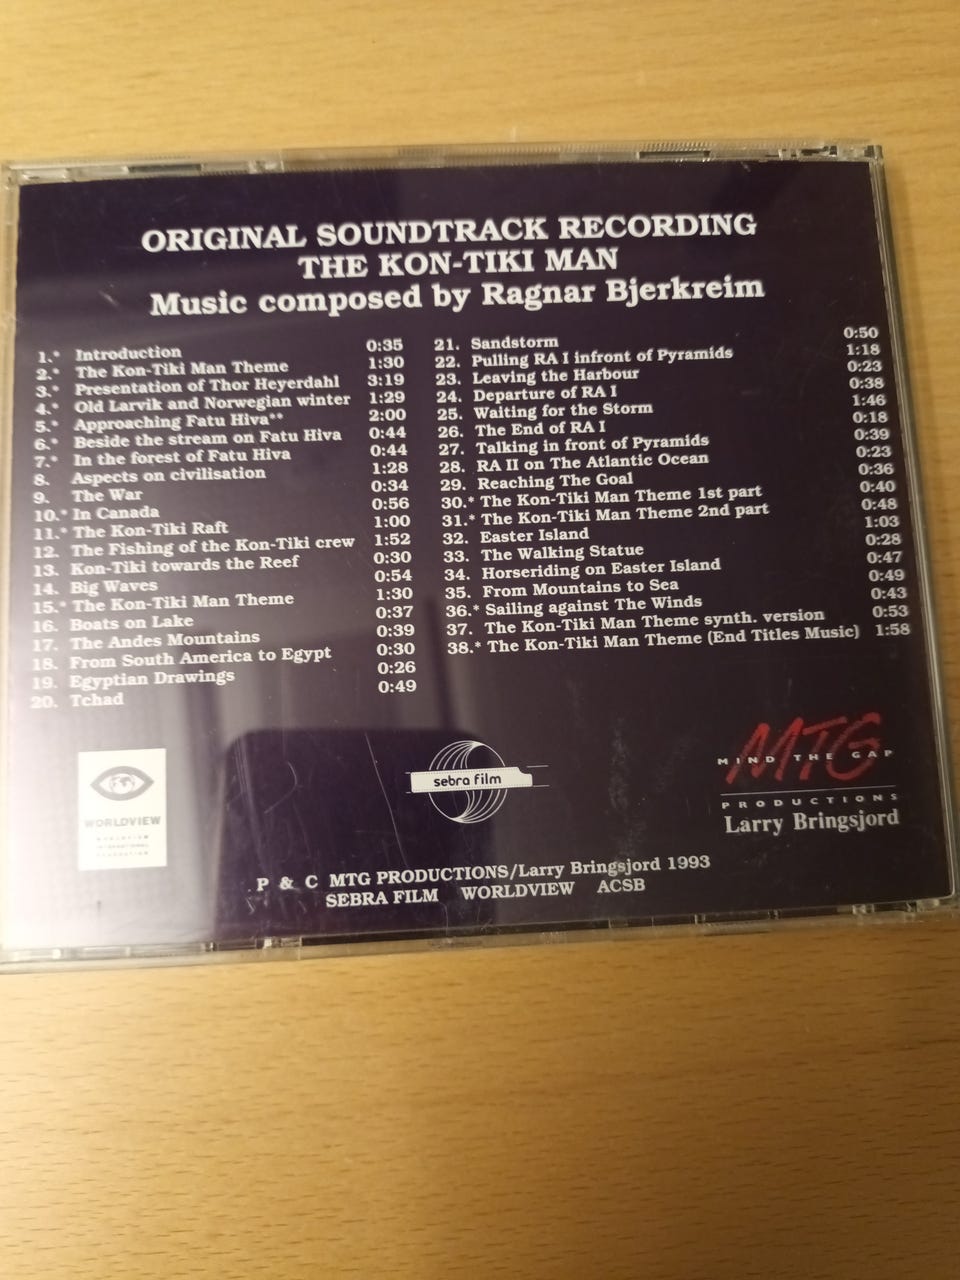 ORIGINAL SOUNDTRACK RECORDING
THE KON-TIKI MAN
Music composed by Ragnar Bjerkreim
1.* Introduction 0:35
2.* The Kon-Tiki Man Theme 1:30
3.* Presentation of Thor Heyerdahl 3:19
4.* Old Larvik and Norwegian winter 1:29
5.* Approaching Fatu Hiva** 2:00
6.* Beside the stream on Fatu Hiva 0:44
7.* In the forest of Fatu Hiva 0:44
8. Aspects on civilisation 1:28
9. The War 0:34
10.* In Canada 0:56
11.* The Kon-Tiki Raft 1:00
12. The Fishing of the Kon-Tiki crew 1:52
13. Kon-Tiki towards the Reef 0:30
14. Big Waves 0:54
15.* The Kon-Tiki Man Theme 1:30
16. Boats on Lake 0:37
17. The Andes Mountains 0:39
18. From South America to Egypt 0:30
19. Egyptian Drawings 0:26
20. Tchad 0:49
21. Sandstorm 0:50
22. Pulling RA I infront of Pyramids 1:18
23. Leaving the Harbour 0:23
24. Departure of RA I 0:38
25. Waiting for the Storm 1:46
26. The End of RA I 0:18
27. Talking in front of Pyramids 0:39
28. RA II on The Atlantic Ocean 0:23
29. Reaching The Goal 0:36
30.* The Kon-Tiki Man Theme 1st part 0:40
31.* The Kon-Tiki Man Theme 2nd part 0:48
32. Easter Island 1:03
33. The Walking Statue 0:28
34. Horseriding on Easter Island 0:47
35. From Mountains to Sea 0:49
36.* Sailing against The Winds 0:43
37. The Kon-Tiki Man Theme synth. version 0:53
38.* The Kon-Tiki Man Theme (End Titles Music) 1:58
WORLDVIEW
WORLDVIEW
INTERNATIONAL
FOUNDATION
sebra film
MTG
MIND THE GAP
PRODUCTIONS
Larry Bringsjord
P & C MTG PRODUCTIONS/Larry Bringsjord 1993
SEBRA FILM WORLDVIEW ACSB